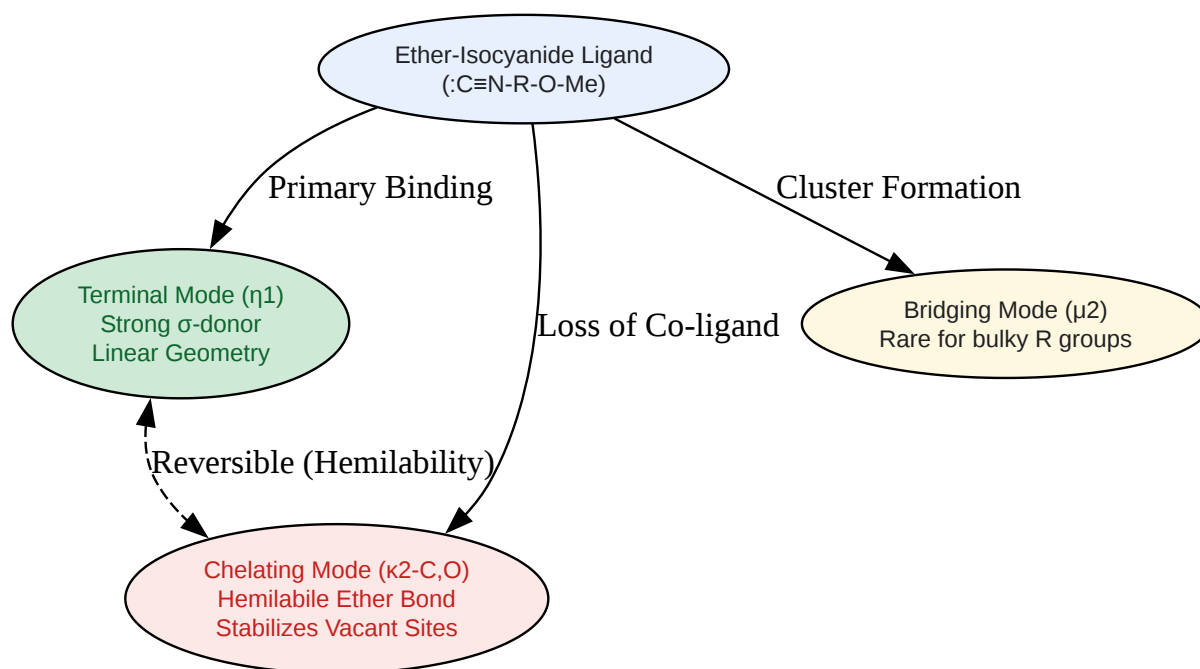 Ether-Isocyanide Ligand
(:C≡N-R-O-Me)
Primary Binding
Cluster Formation
Terminal Mode (η1)
Strong σ-donor
Linear Geometry
Loss of Co-ligand
Bridging Mode (μ2)
Rare for bulky R groups
Reversible (Hemilability)
Chelating Mode (κ2-C,O)
Hemilabile Ether Bond
Stabilizes Vacant Sites